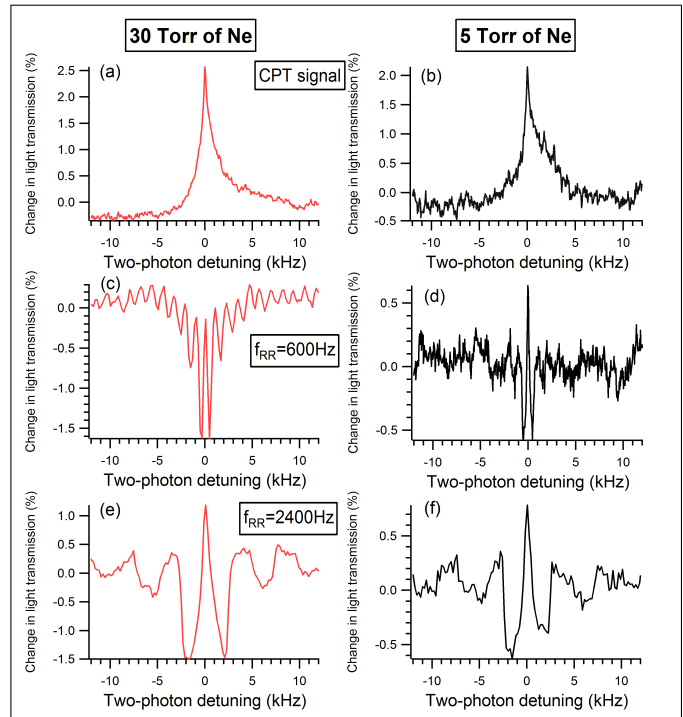 30 Torr of Ne
5 Torr of Ne
(a)
CPT signal
Change in light transmission (%)
2.5
2.0
1.5
1.0
0.5
0.0
-10 -5 0 5 10
Two-photon detuning (kHz)
(b)
Change in light transmission (%)
2.0
1.5
1.0
0.5
0.0
-0.5
-10 -5 0 5 10
Two-photon detuning (kHz)
(c)
fRR=600Hz
Change in light transmission (%)
0.0
-0.5
-1.0
-1.5
-10 -5 0 5 10
Two-photon detuning (kHz)
(d)
Change in light transmission (%)
0.5
0.0
-0.5
-10 -5 0 5 10
Two-photon detuning (kHz)
(e)
fRR=2400Hz
Change in light transmission (%)
1.0
0.5
0.0
-0.5
-1.0
-1.5
-10 -5 0 5 10
Two-photon detuning (kHz)
(f)
Change in light transmission (%)
0.5
0.0
-0.5
-10 -5 0 5 10
Two-photon detuning (kHz)